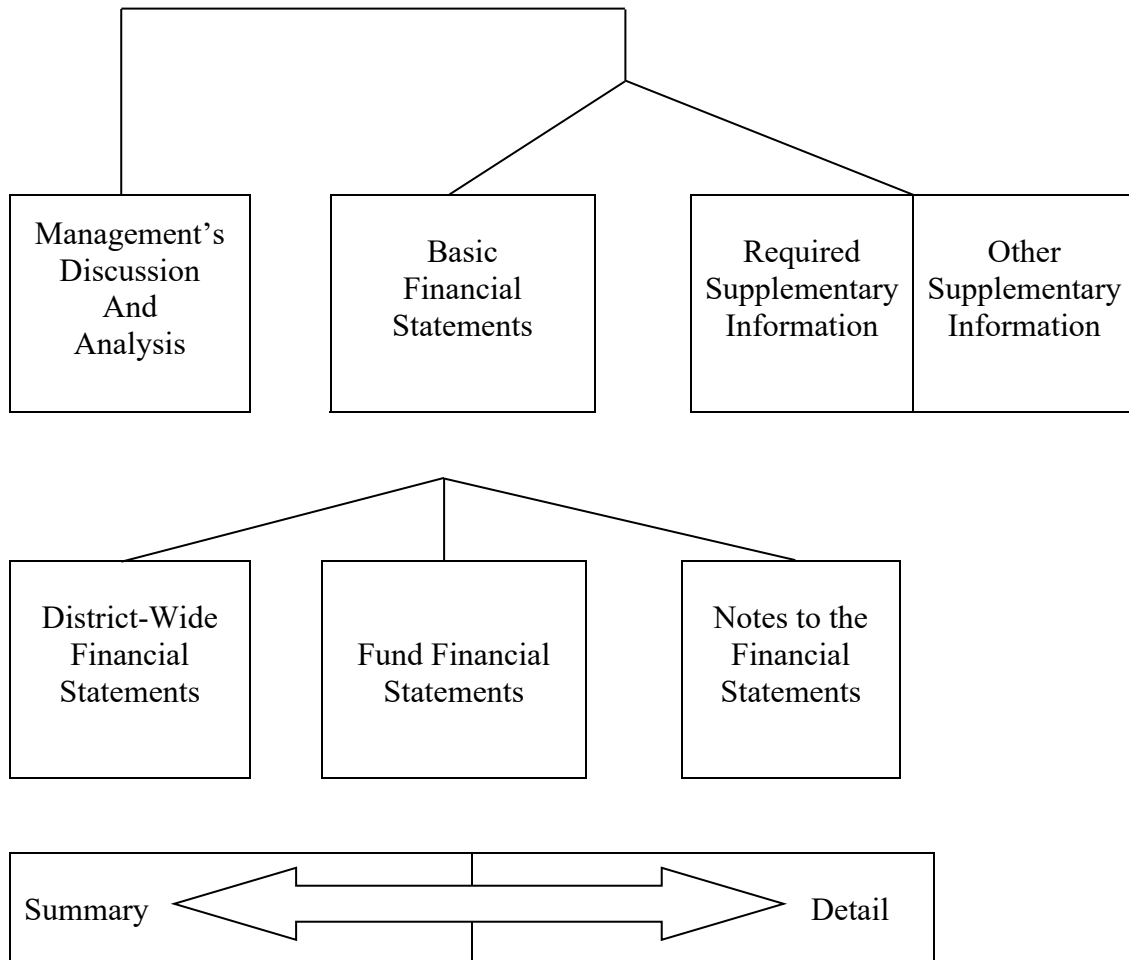 Management’s
Discussion
And
Analysis
Basic
Financial
Statements
Required
Supplementary
Information
Other
Supplementary
Information
District-Wide
Financial
Statements
Fund Financial
Statements
Notes to the
Financial
Statements
Summary
Detail